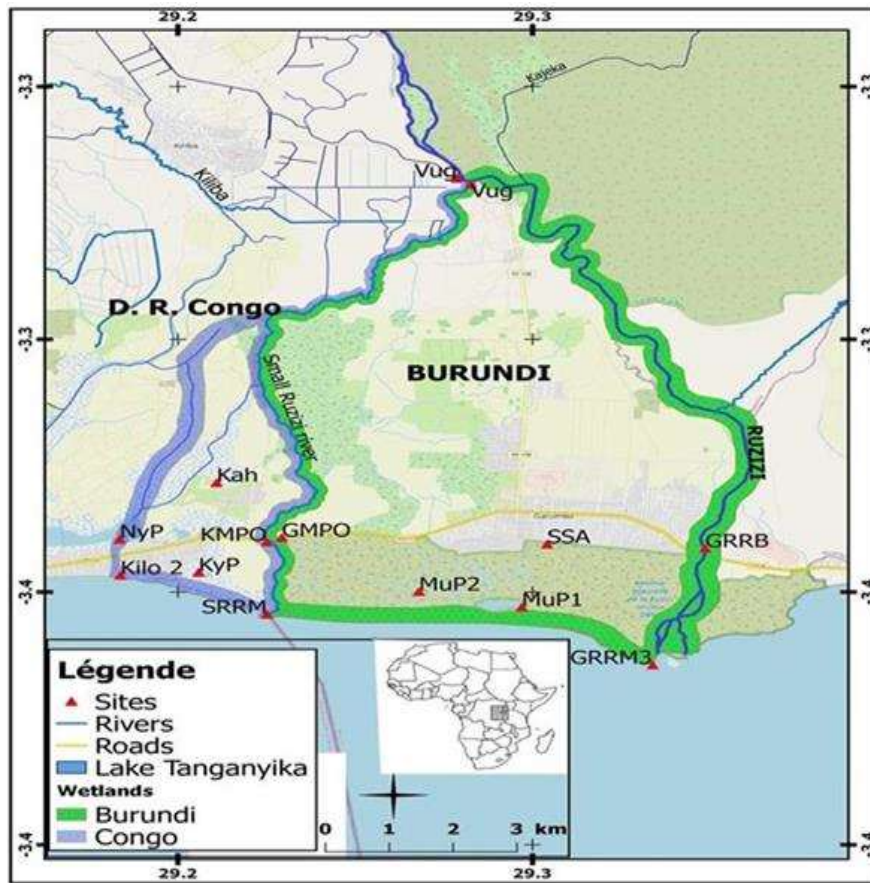 29.2 29.3
-3.3 -3.3
Kajeka
Kiliba
Kiliba
Vug
Vug
D. R. Congo
-3.3 -3.3
Small Ruzizi river
BURUNDI
RUZIZI
Kah
NyP
KMPO
GMPO
SSA
GRRB
Kilo 2
KyP
MuP2
MuP1
-3.4 -3.4
SRRM
GRRM3
Légende
Sites
Rivers
Roads
Lake Tanganyika
Wetlands
Burundi
Congo
0 1 2 3 km
-3.4 -3.4
29.2 29.3